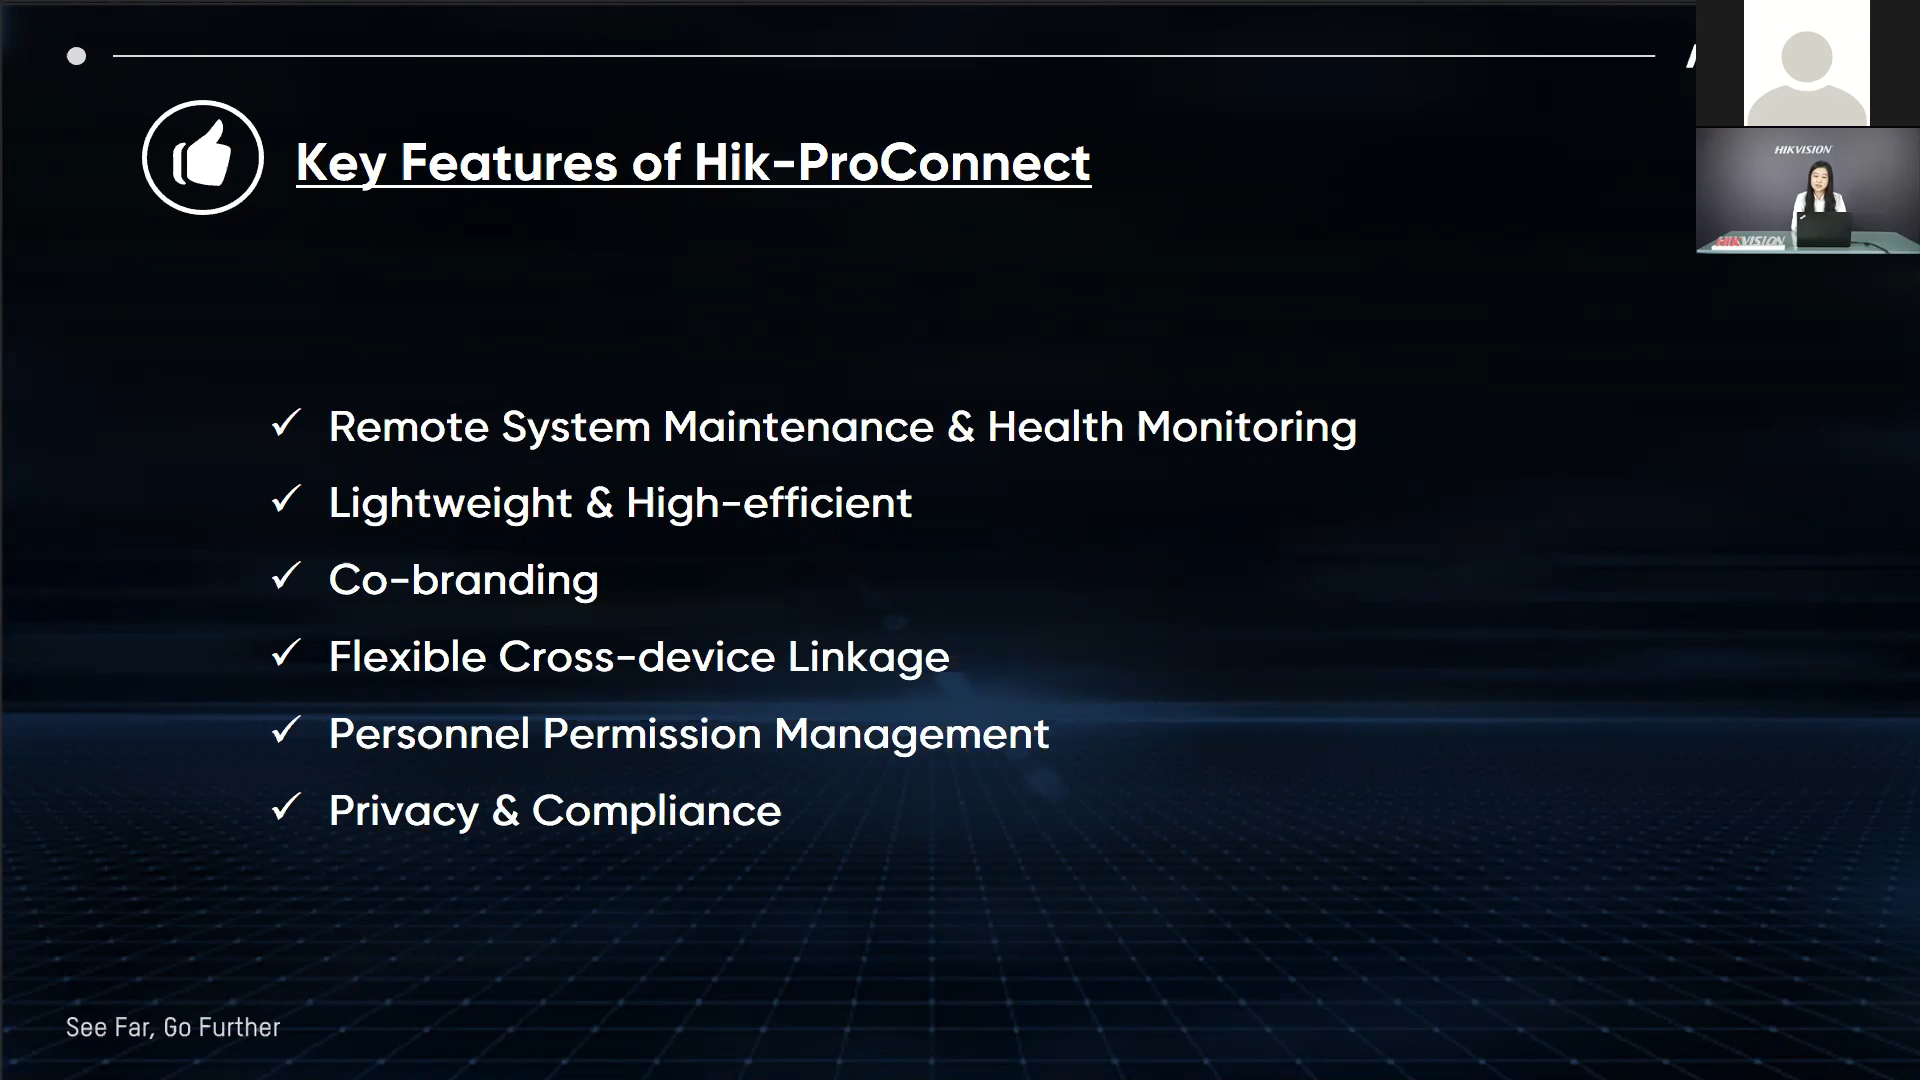 Key Features of Hik-ProConnect
HIKVISION
HIKVISION
✓ Remote System Maintenance & Health Monitoring
✓ Lightweight & High-efficient
✓ Co-branding
✓ Flexible Cross-device Linkage
✓ Personnel Permission Management
✓ Privacy & Compliance
See Far, Go Further